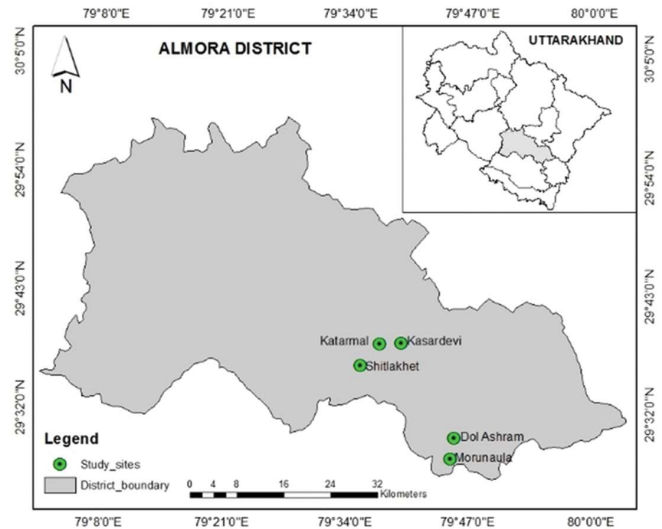 79°8'0"E 79°21'0"E 79°34'0"E 79°47'0"E 80°0'0"E
ALMORA DISTRICT
UTTARAKHAND
N
30°5'0"N
29°54'0"N
29°43'0"N
29°32'0"N
30°5'0"N
29°54'0"N
29°43'0"N
29°32'0"N
Katarmal
Kasardevi
Shitlakhet
Dol Ashram
Morunaula
Legend
Study_sites
District_boundary
0 4 8 16 24 32
Kilometers
79°8'0"E 79°21'0"E 79°34'0"E 79°47'0"E 80°0'0"E